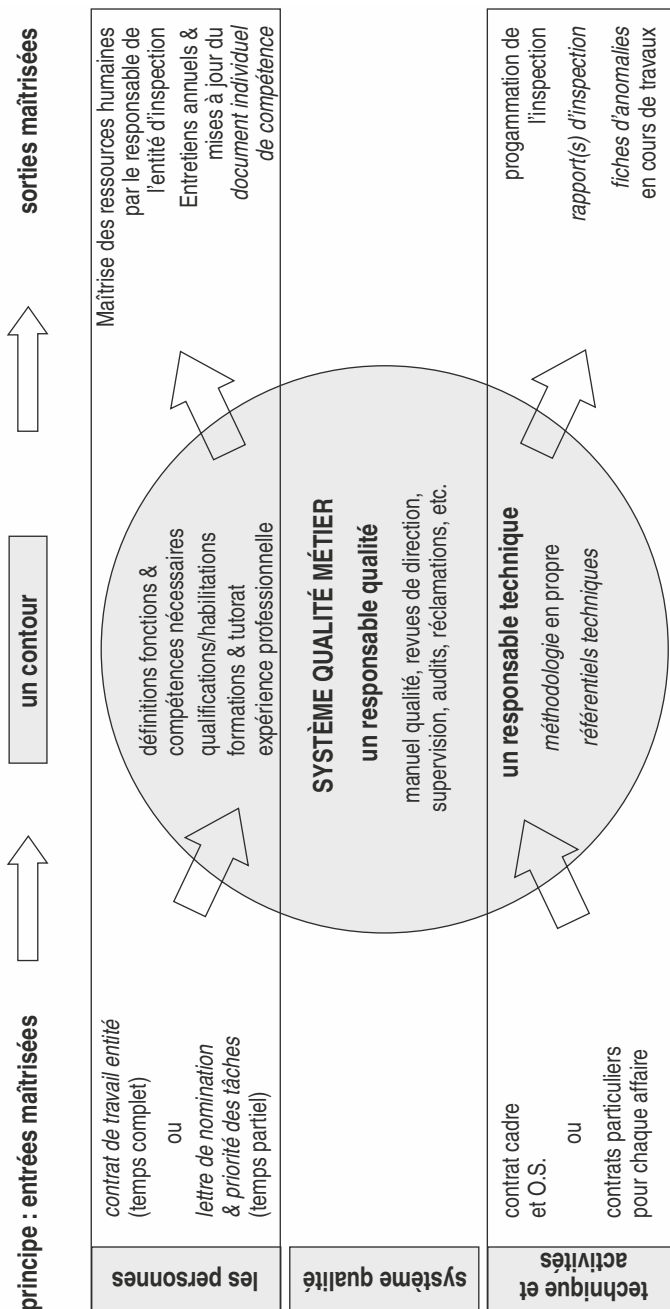 principe : entrées maîtrisées
un contour
sorties maîtrisées
les personnes
contrat de travail entité
(temps complet)
ou
lettre de nomination
& priorité des tâches
(temps partiel)
définitions fonctions &
compétences nécessaires
qualifications/habilitations
formations & tutorat
expérience professionnelle
Maîtrise des ressources humaines
par le responsable de
l'entité d'inspection
Entretiens annuels &
mises à jour du
document individuel
de compétence
système qualité
SYSTÈME QUALITÉ MÉTIER
un responsable qualité
manuel qualité, revues de direction,
supervision, audits, réclamations, etc.
technique et
activités
contrat cadre
et O.S.
ou
contrats particuliers
pour chaque affaire
un responsable technique
méthodologie en propre
référentiels techniques
progammation de
l'inspection
rapport(s) d'inspection
fiches d'anomalies
en cours de travaux